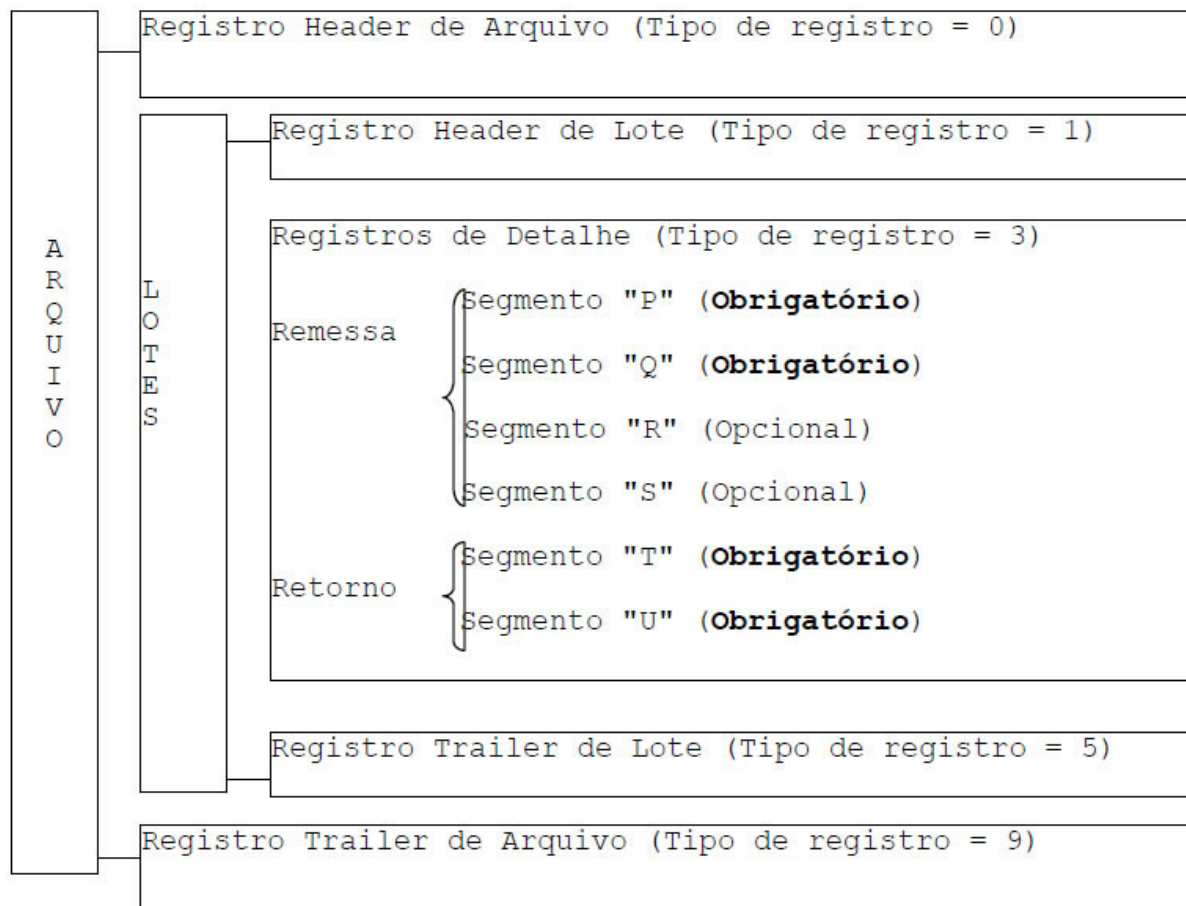 Registro Header de Arquivo (Tipo de registro = 0)
Registro Header de Lote (Tipo de registro = 1)
ARQUIVO
LOTES
Registros de Detalhe (Tipo de registro = 3)
Remessa
Segmento "P" (Obrigatório)
Segmento "Q" (Obrigatório)
Segmento "R" (Opcional)
Segmento "S" (Opcional)
Retorno
Segmento "T" (Obrigatório)
Segmento "U" (Obrigatório)
Registro Trailer de Lote (Tipo de registro = 5)
Registro Trailer de Arquivo (Tipo de registro = 9)